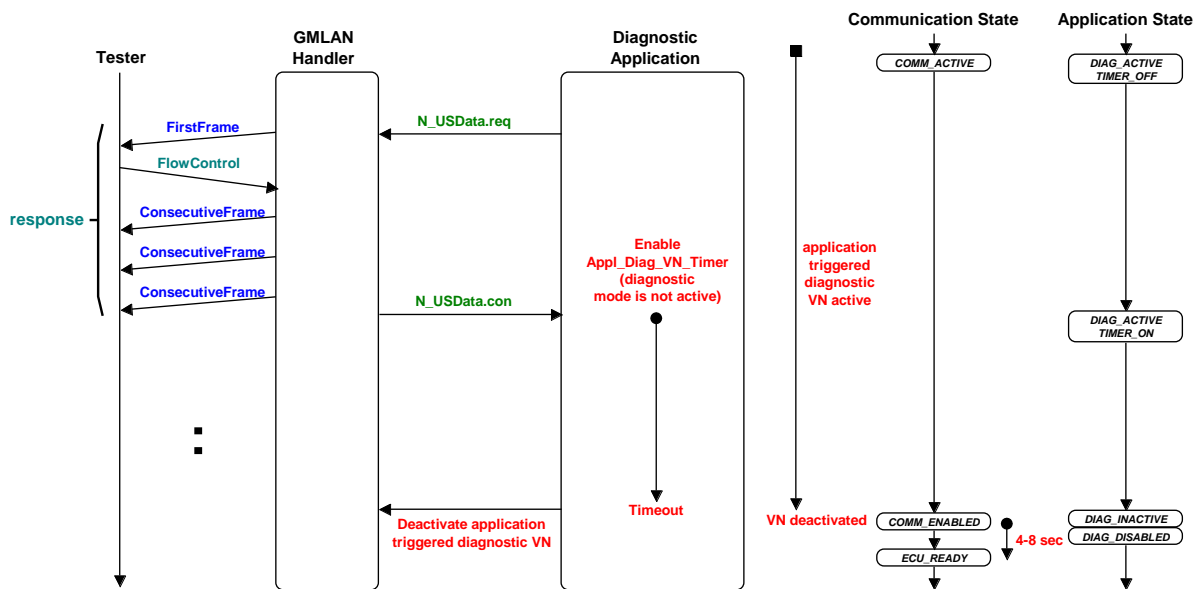 Communication State
Application State
GMLAN
Handler
Diagnostic
Application
Tester
COMM_ACTIVE
DIAG_ACTIVE
TIMER_OFF
FirstFrame
N_USData.req
FlowControl
response
ConsecutiveFrame
ConsecutiveFrame
ConsecutiveFrame
N_USData.con
Enable
Appl_Diag_VN_Timer
(diagnostic
mode is not active)
application
triggered
diagnostic
VN active
DIAG_ACTIVE
TIMER_ON
Timeout
Deactivate application
triggered diagnostic VN
VN deactivated
COMM_ENABLED
ECU_READY
4-8 sec
DIAG_INACTIVE
DIAG_DISABLED